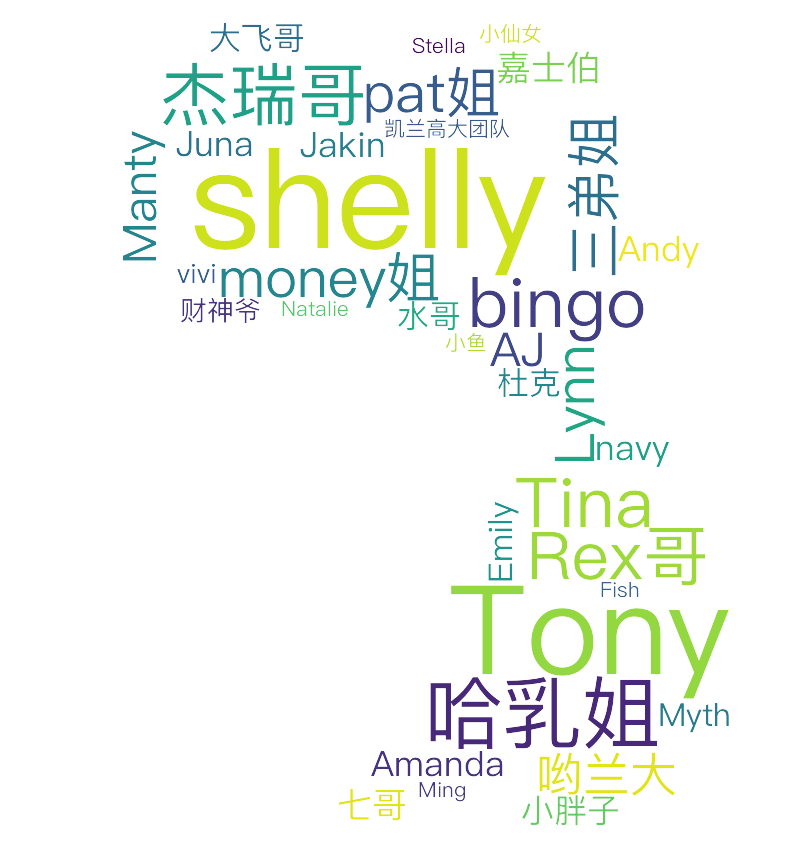 小仙女
大飞哥
Stella
嘉士伯
杰瑞哥
pat姐
凯兰高大团队
Juna
Jakin
Manty
三弟姐
shelly
Andy
vivi
money姐
财神爷
Natalie
水哥
bingo
小鱼
AJ
杜克
Lynn
navy
Tina
Emily
Rex哥
Fish
Tony
哈乳姐
Myth
Amanda
哟兰大
Ming
七哥
小胖子